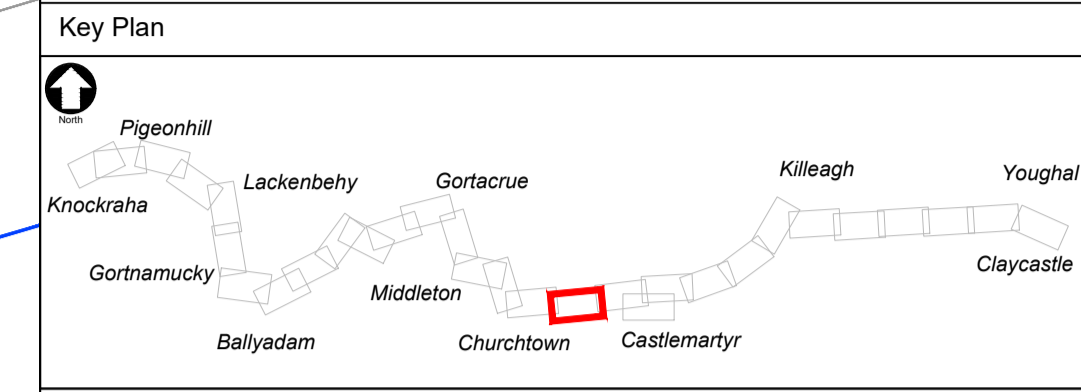 Key Plan
North
Pigeonhill
Knockraha
Lackenbehy
Gortacrue
Killeagh
Youghal
Gortnamucky
Middleton
Claycastle
Ballyadam
Churchtown
Castlemartyr